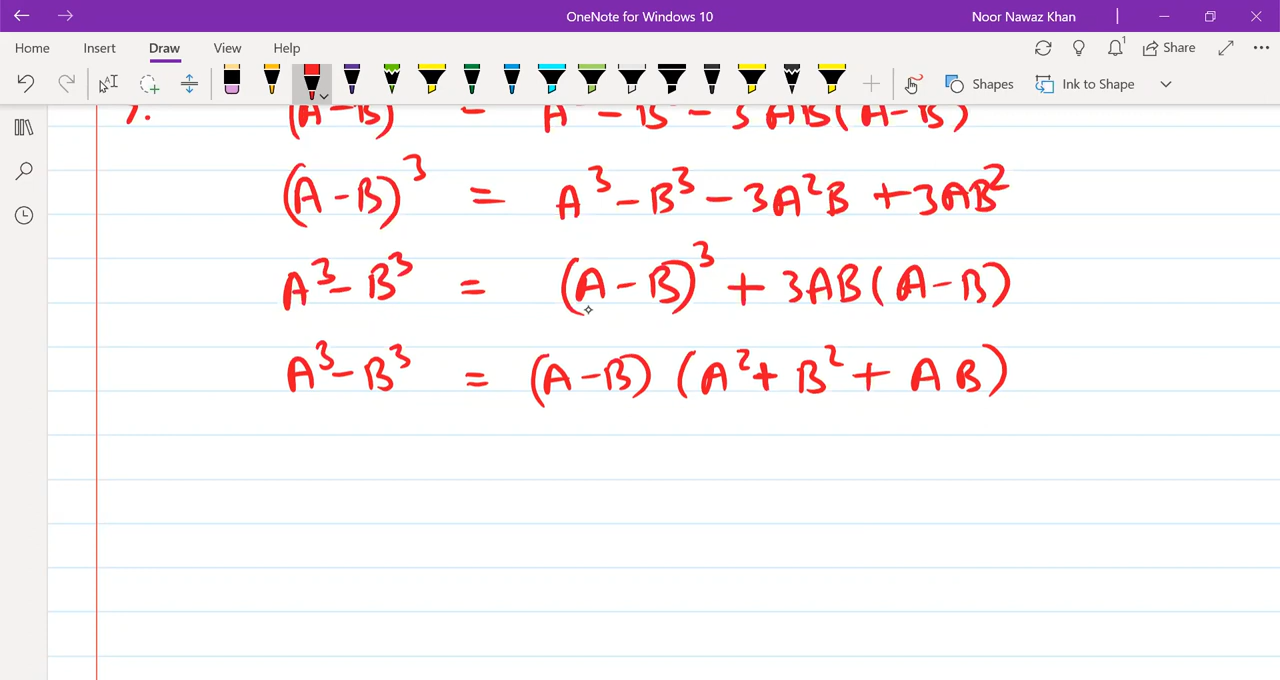 OneNote for Windows 10
Noor Nawaz Khan
Home Insert Draw View Help
Share
Shapes
Ink to Shape
(A-B) = A - B - 3AB(A-B)
(A-B)³ = A³ - B³ - 3A²B + 3AB²
A³ - B³ = (A-B)³ + 3AB(A-B)
A³ - B³ = (A-B) (A² + B² + AB)